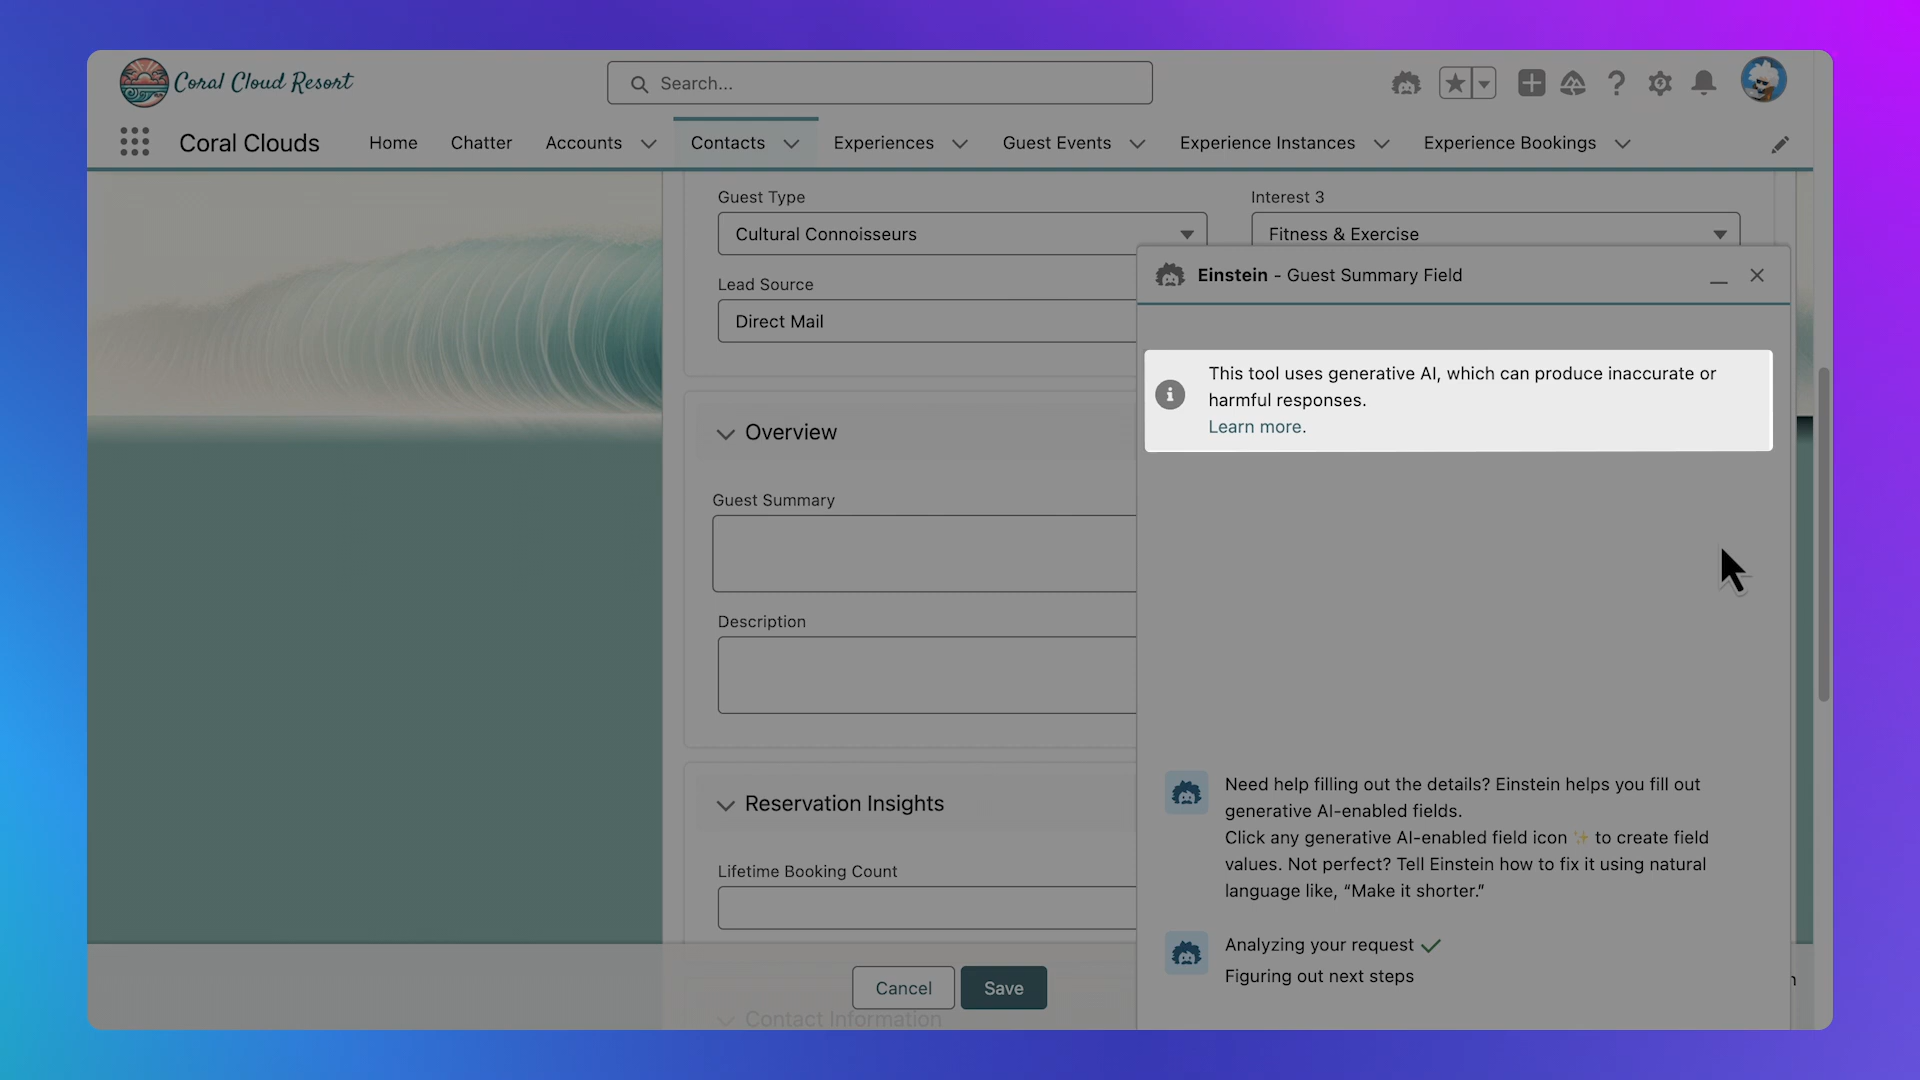 Coral Cloud Resort
Search...
Coral Clouds
Home
Chatter
Accounts
Contacts
Experiences
Guest Events
Experience Instances
Experience Bookings
Guest Type
Cultural Connoisseurs
Interest 3
Fitness & Exercise
Lead Source
Direct Mail
Overview
Guest Summary
Description
Reservation Insights
Lifetime Booking Count
Cancel
Save
Contact Information
Einstein - Guest Summary Field
This tool uses generative AI, which can produce inaccurate or
harmful responses.
Learn more.
Need help filling out the details? Einstein helps you fill out
generative AI-enabled fields.
Click any generative AI-enabled field icon ✨ to create field
values. Not perfect? Tell Einstein how to fix it using natural
language like, “Make it shorter.”
Analyzing your request ✓
Figuring out next steps